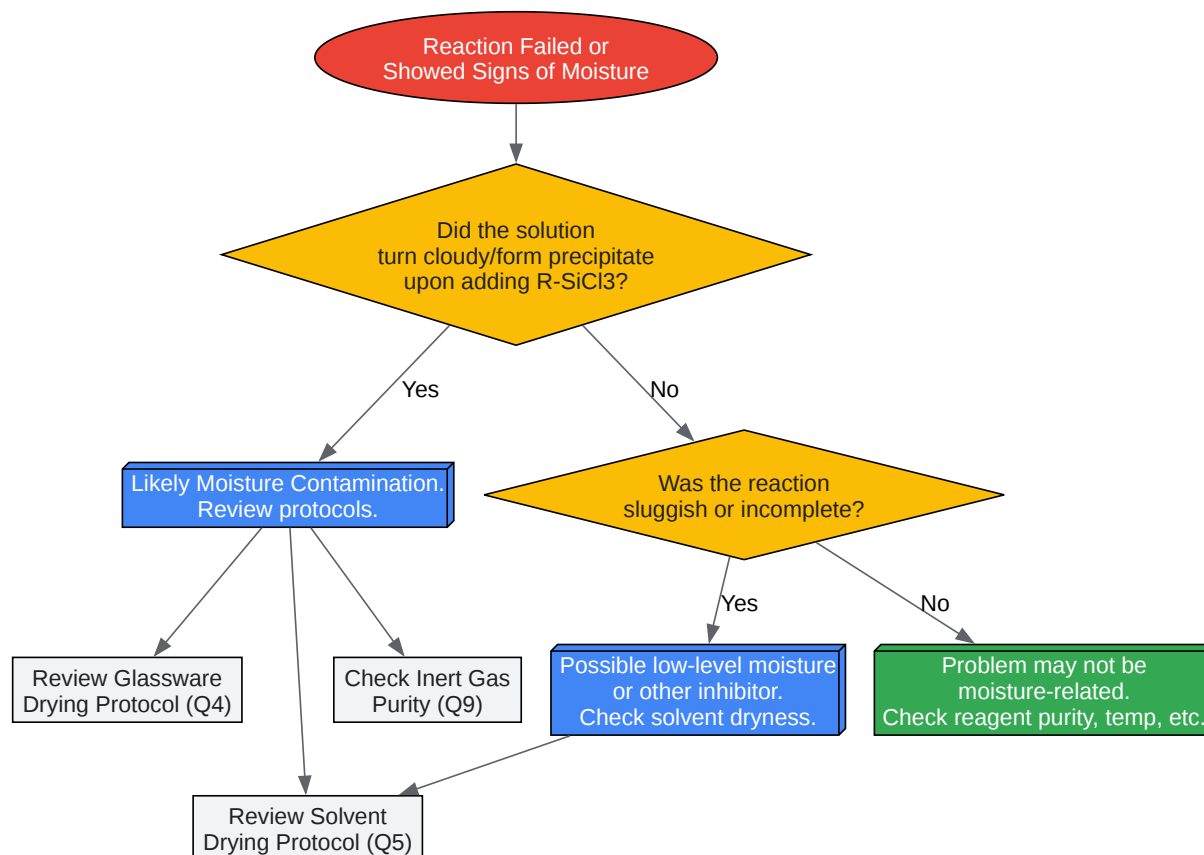 Reaction Failed or
Showed Signs of Moisture
Did the solution
turn cloudy/form precipitate
upon adding R-SiCl3?
Yes
No
Likely Moisture Contamination.
Review protocols.
Was the reaction
sluggish or incomplete?
Yes
No
Review Glassware
Drying Protocol (Q4)
Check Inert Gas
Purity (Q9)
Possible low-level moisture
or other inhibitor.
Check solvent dryness.
Problem may not be
moisture-related.
Check reagent purity, temp, etc.
Review Solvent
Drying Protocol (Q5)